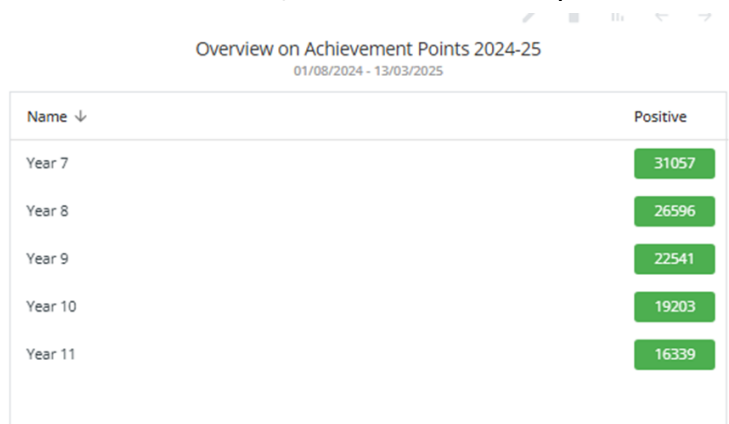 Overview on Achievement Points 2024-25
01/08/2024 - 13/03/2025
Name ↓ Positive
Year 7 31057
Year 8 26596
Year 9 22541
Year 10 19203
Year 11 16339